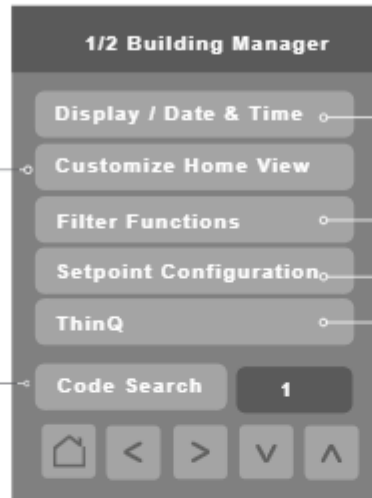 1/2 Building Manager
Display / Date & Time
Customize Home View
Filter Functions
Setpoint Configuration
ThinQ
Code Search 1
< > v ʌ